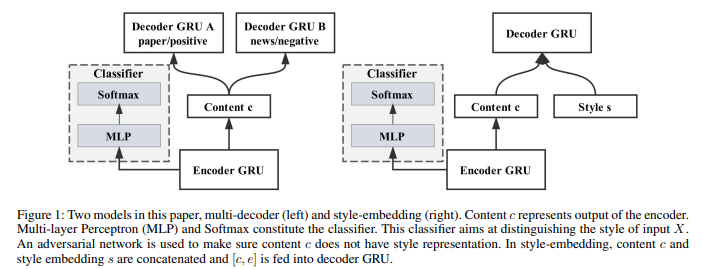 Decoder GRU A
paper/positive
Decoder GRU B
news/negative
Classifier
Softmax
MLP
Content c
Encoder GRU
Decoder GRU
Classifier
Softmax
MLP
Content c
Style s
Encoder GRU
Figure 1: Two models in this paper, multi-decoder (left) and style-embedding (right). Content c represents output of the encoder.
Multi-layer Perceptron (MLP) and Softmax constitute the classifier. This classifier aims at distinguishing the style of input X.
An adversarial network is used to make sure content c does not have style representation. In style-embedding, content c and
style embedding s are concatenated and [c, e] is fed into decoder GRU.